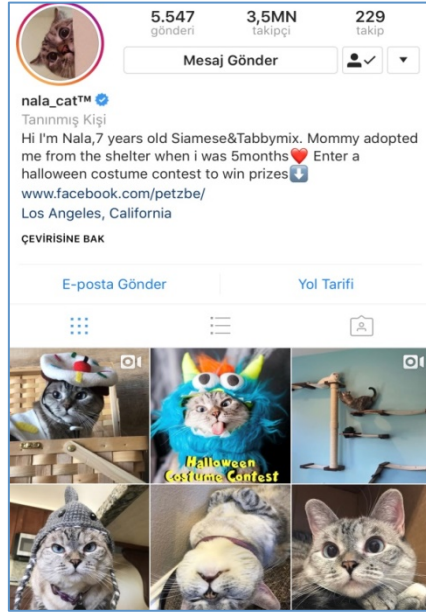 5.547 3,5MN 229
gönderi takipçi takip
Mesaj Gönder
nala_cat™
Tanınmış Kişi
Hi I'm Nala,7 years old Siamese&Tabbymix. Mommy adopted
me from the shelter when i was 5months❤️ Enter a
halloween costume contest to win prizes⬇️
www.facebook.com/petzbe/
Los Angeles, California
ÇEVİRİSİNE BAK
E-posta Gönder Yol Tarifi
Halloween
Costume Contest